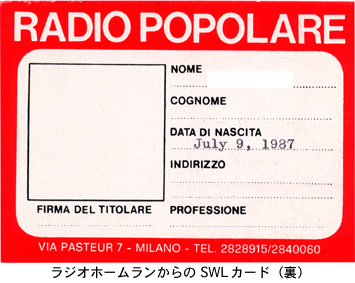 RADIO POPOLARE
NOME
COGNOME
DATA DI NASCITA
July 9, 1987
INDIRIZZO
FIRMA DEL TITOLARE
PROFESSIONE
VIA PASTEUR 7 - MILANO - TEL. 2828915/2840060
ラジオホームランからの SWLカード（裏）